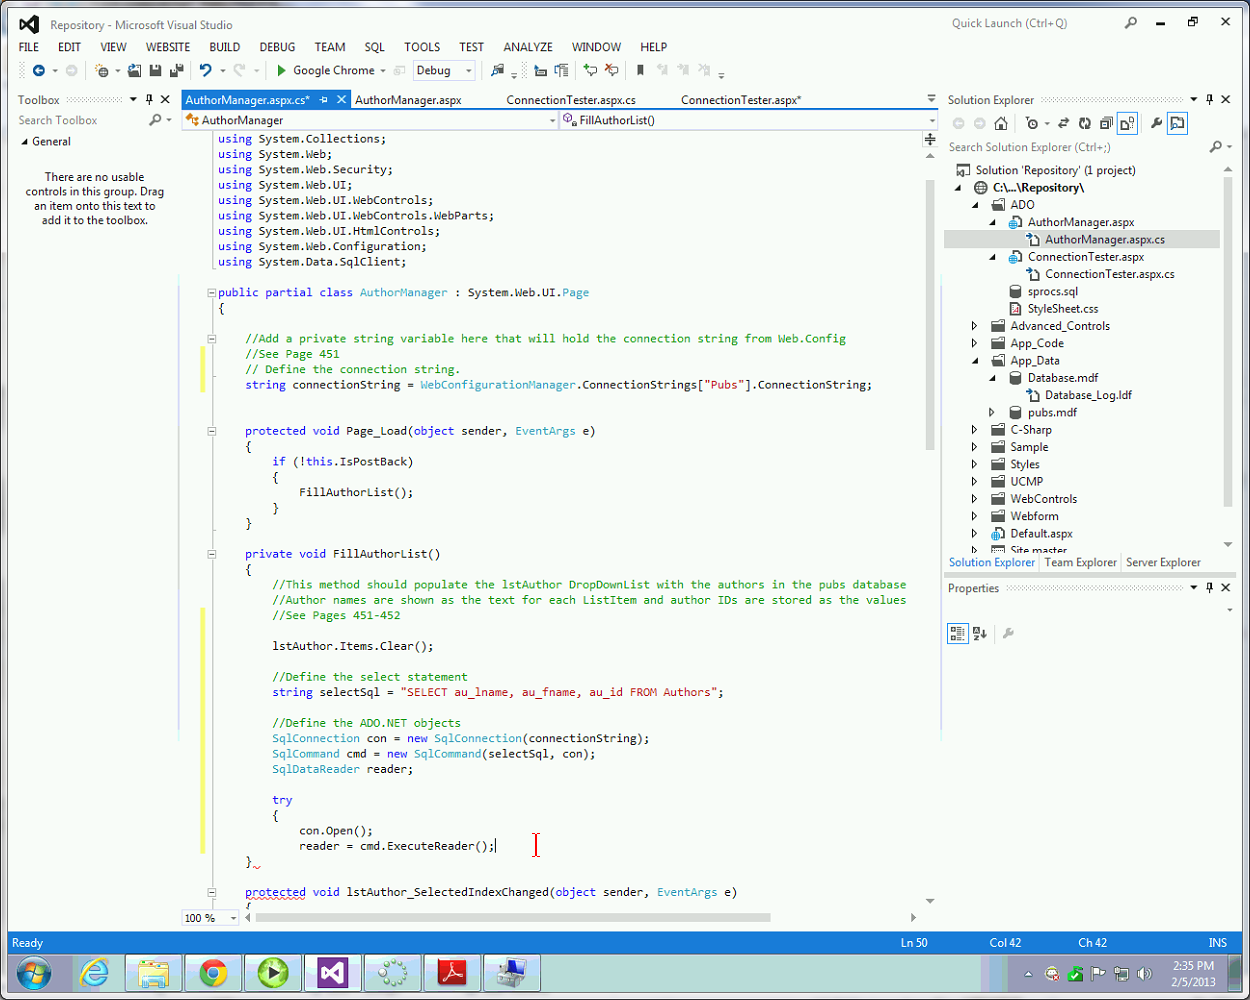 Repository - Microsoft Visual Studio
Quick Launch (Ctrl+Q)
FILE EDIT VIEW WEBSITE BUILD DEBUG TEAM SQL TOOLS TEST ANALYZE WINDOW HELP
Google Chrome Debug
Toolbox
Search Toolbox
General
There are no usable
controls in this group. Drag
an item onto this text to
add it to the toolbox.
AuthorManager.aspx.cs* AuthorManager.aspx ConnectionTester.aspx.cs ConnectionTester.aspx*
AuthorManager FillAuthorList()
using System.Collections;
using System.Web;
using System.Web.Security;
using System.Web.UI;
using System.Web.UI.WebControls;
using System.Web.UI.WebControls.WebParts;
using System.Web.UI.HtmlControls;
using System.Web.Configuration;
using System.Data.SqlClient;
public partial class AuthorManager : System.Web.UI.Page
{
//Add a private string variable here that will hold the connection string from Web.Config
//See Page 451
// Define the connection string.
string connectionString = WebConfigurationManager.ConnectionStrings["Pubs"].ConnectionString;
protected void Page_Load(object sender, EventArgs e)
{
if (!this.IsPostBack)
{
FillAuthorList();
}
}
private void FillAuthorList()
{
//This method should populate the lstAuthor DropDownList with the authors in the pubs database
//Author names are shown as the text for each ListItem and author IDs are stored as the values
//See Pages 451-452
lstAuthor.Items.Clear();
//Define the select statement
string selectSql = "SELECT au_lname, au_fname, au_id FROM Authors";
//Define the ADO.NET objects
SqlConnection con = new SqlConnection(connectionString);
SqlCommand cmd = new SqlCommand(selectSql, con);
SqlDataReader reader;
try
{
con.Open();
reader = cmd.ExecuteReader();
}
protected void lstAuthor_SelectedIndexChanged(object sender, EventArgs e)
{
100 %
Solution Explorer
Search Solution Explorer (Ctrl+;)
Solution 'Repository' (1 project)
C:\...\Repository\
ADO
AuthorManager.aspx
AuthorManager.aspx.cs
ConnectionTester.aspx
ConnectionTester.aspx.cs
sprocs.sql
StyleSheet.css
Advanced_Controls
App_Code
App_Data
Database.mdf
Database_Log.ldf
pubs.mdf
C-Sharp
Sample
Styles
UCMP
WebControls
Webform
Default.aspx
Site.master
Solution Explorer Team Explorer Server Explorer
Properties
Ready Ln 50 Col 42 Ch 42 INS
2:35 PM
2/5/2013